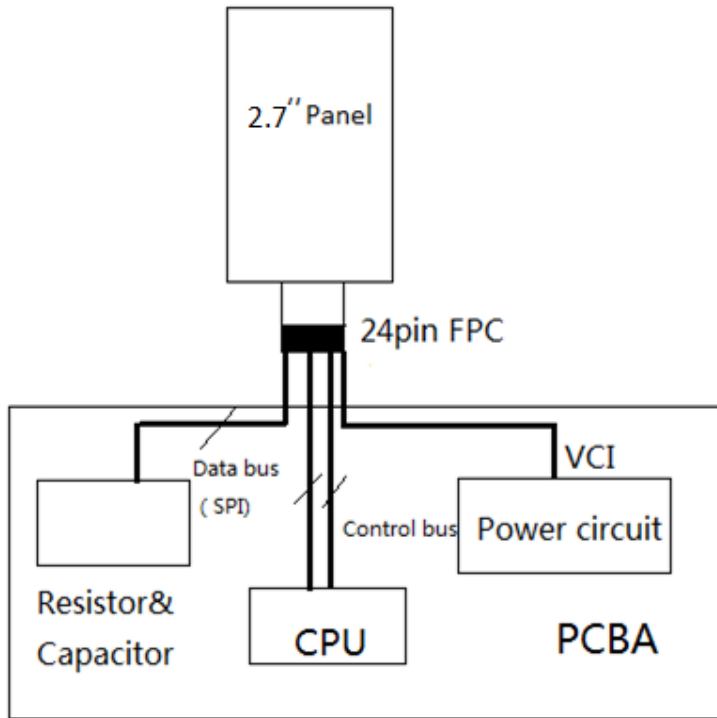 2.7'' Panel
24pin FPC
Data bus
( SPI)
Control bus
VCI
Power circuit
Resistor&
Capacitor
CPU
PCBA